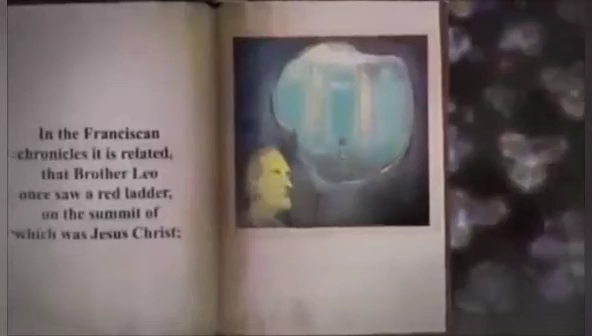 In the Franciscan
chronicles it is related,
that Brother Leo
once saw a red ladder,
on the summit of
which was Jesus Christ;